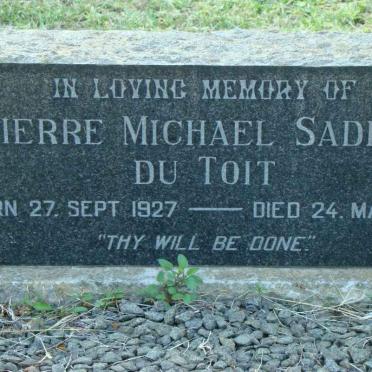 IN LOVING MEMORY OF
IERRE MICHAEL SAD
DU TOIT
RN 27. SEPT 1927 — DIED 24. MA
"THY WILL BE DONE."